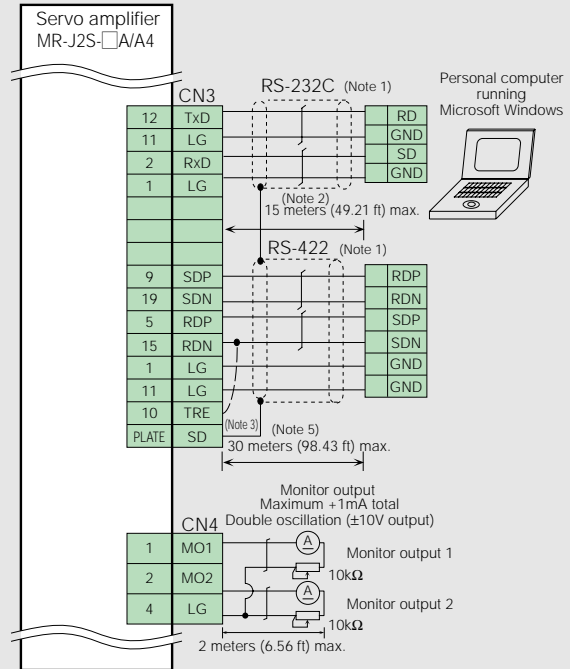 Servo amplifier
MR-J2S-□A/A4
CN3
RS-232C (Note 1)
Personal computer
running
Microsoft Windows
12 TxD RD
11 LG GND
2 RxD SD
1 LG GND
(Note 2)
15 meters (49.21 ft) max.
RS-422 (Note 1)
9 SDP RDP
19 SDN RDN
5 RDP SDP
15 RDN SDN
1 LG GND
11 LG GND
10 TRE
(Note 3)
(Note 5)
PLATE SD
30 meters (98.43 ft) max.
Monitor output
Maximum +1mA total
Double oscillation (±10V output)
CN4
1 MO1
A
Monitor output 1
10kΩ
2 MO2
A
Monitor output 2
4 LG
10kΩ
2 meters (6.56 ft) max.